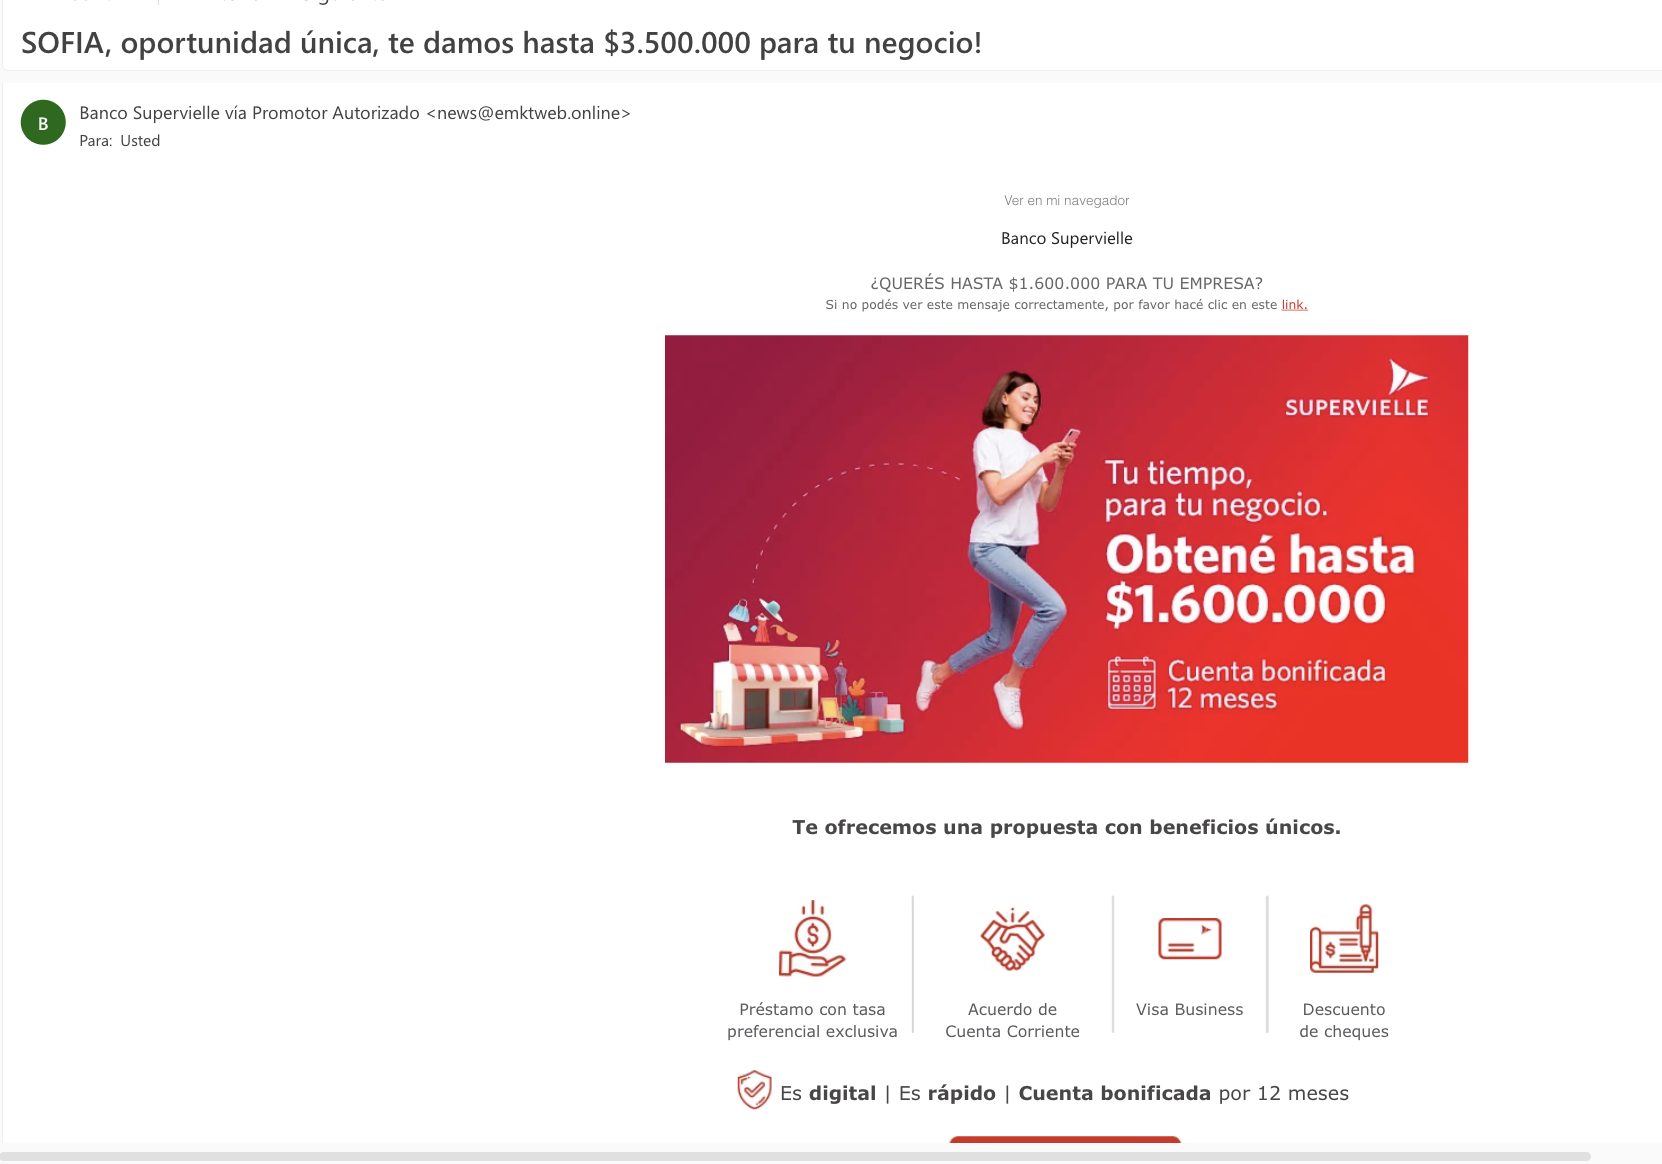 SOFIA, oportunidad única, te damos hasta $3.500.000 para tu negocio!
B
Banco Supervielle vía Promotor Autorizado <news@emktweb.online>
Para: Usted
Ver en mi navegador
Banco Supervielle
¿QUERÉS HASTA $1.600.000 PARA TU EMPRESA?
Si no podés ver este mensaje correctamente, por favor hacé clic en este link.
SUPERVIELLE
Tu tiempo,
para tu negocio.
Obtené hasta
$1.600.000
Cuenta bonificada
12 meses
Te ofrecemos una propuesta con beneficios únicos.
Préstamo con tasa
preferencial exclusiva
Acuerdo de
Cuenta Corriente
Visa Business
Descuento
de cheques
Es digital | Es rápido | Cuenta bonificada por 12 meses